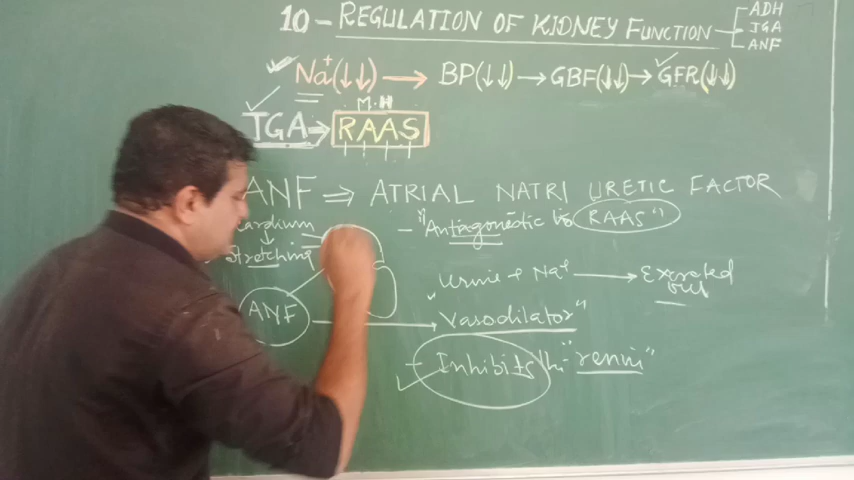 10 - REGULATION OF KIDNEY FUNCTION
ADH
JGA
ANF
Na+(↓↓) → BP(↓↓) → GBF(↓↓) → GFR(↓↓)
M.H
JGA → RAAS
ANF ⇒ ATRIAL NATRI URETIC FACTOR
cardium
- "Antagonistic to RAAS"
Stretching
Urine + Na+ → Excreted out
ANF → Vasodilator"
- Inhibits the "renin"